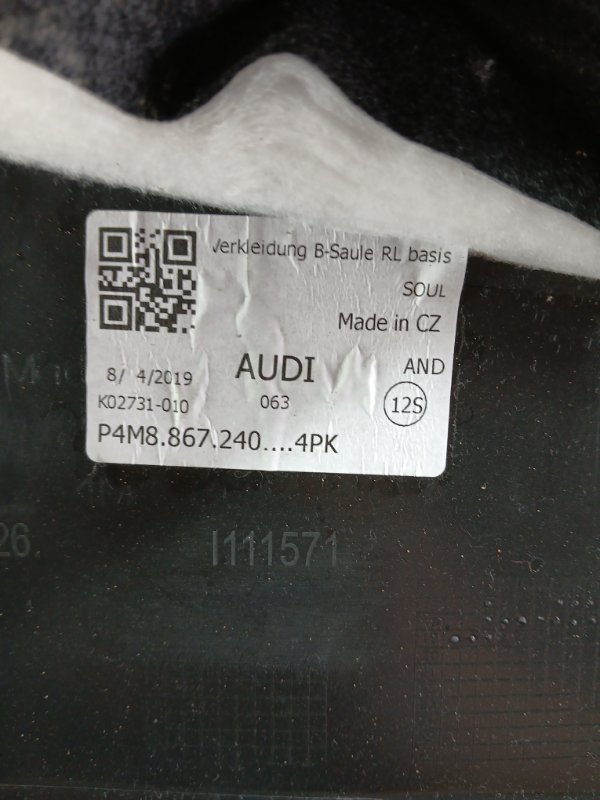 Verkleidung B-Saule RL basis
SOUL
Made in CZ
8/ 4/2019
AUDI
AND
K02731-010
063
12S
P4M8.867.240....4PK
26
I111571